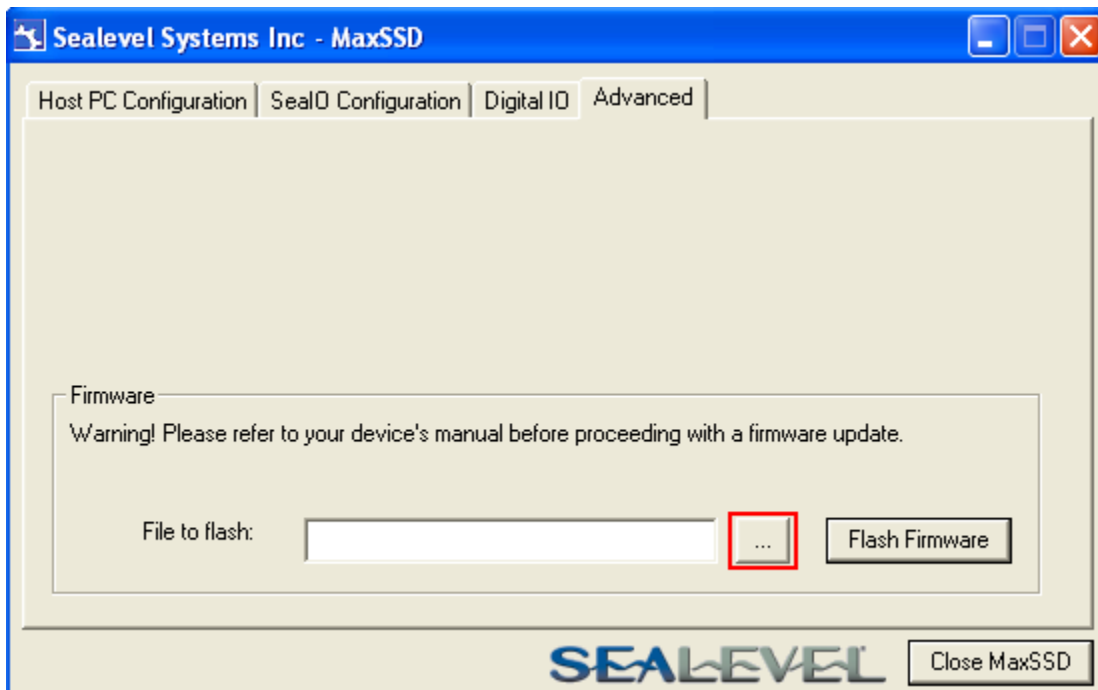 Sealevel Systems Inc - MaxSSD
Host PC Configuration
SeaIO Configuration
Digital IO
Advanced
Firmware
Warning! Please refer to your device's manual before proceeding with a firmware update.
File to flash:
...
Flash Firmware
SEALEVEL
Close MaxSSD